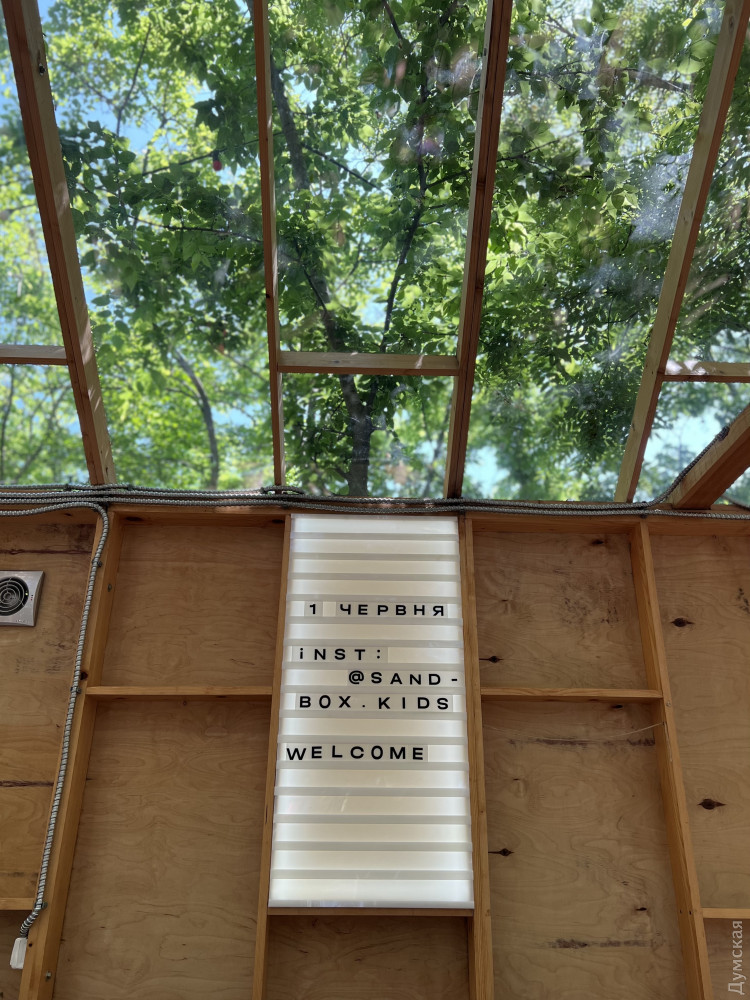 1 ЧЕРВНЯ
iNST:
@SAND-
BOX.KIDS
WELCOME
Думская